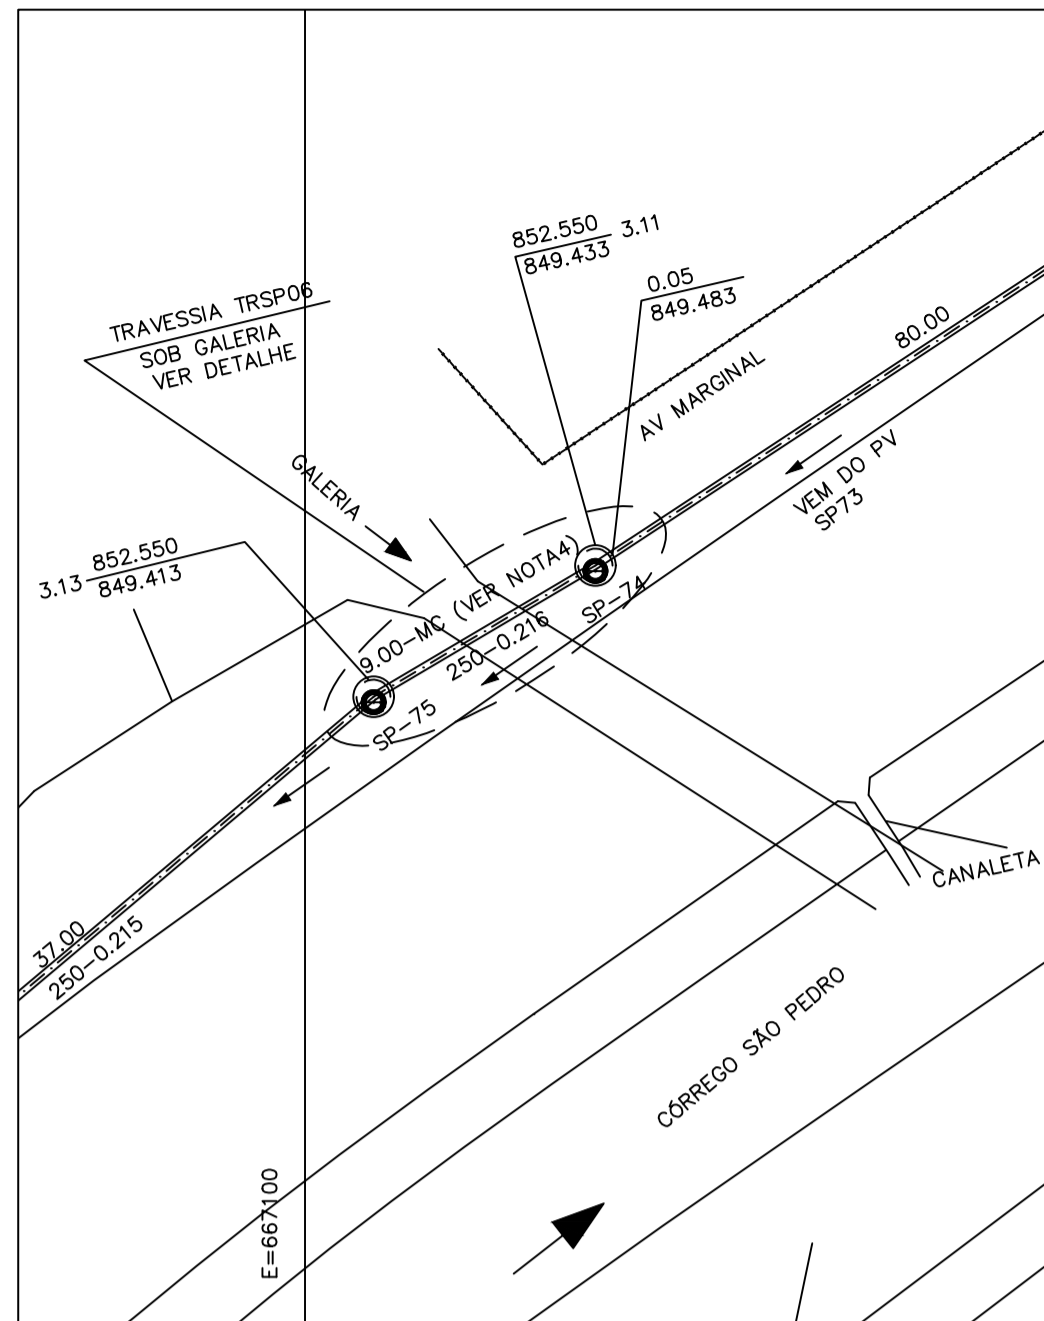 852.550
3.11
849.433
0.05
849.483
TRAVESSIA TRSP06
SOB GALERIA
VER DETALHE
80.00
AV MARGINAL
GALERIA
VEM DO PV
SP73
852.550
3.13
849.413
9.00-MC (VER NOTA4)
250-0.216
SP-74
SP-75
37.00
250-0.215
CANALETA
CÓRREGO SÃO PEDRO
E=667100